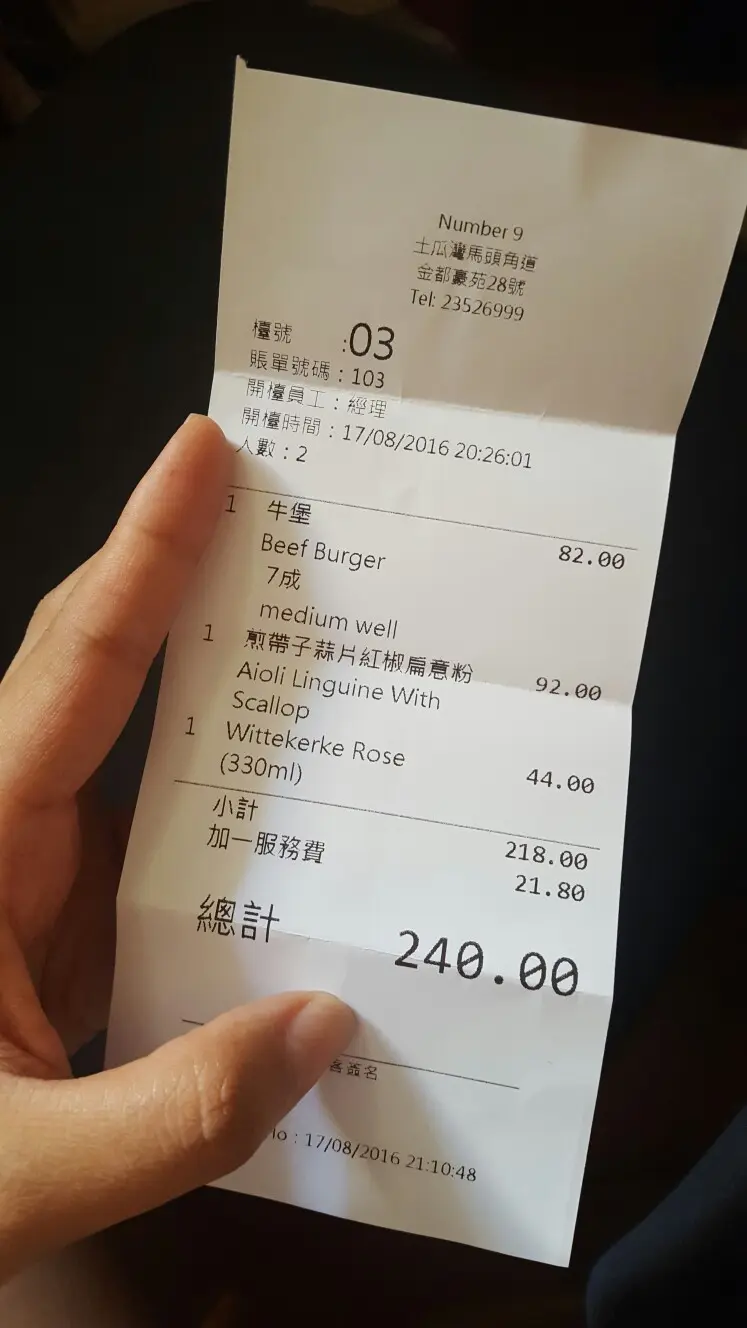 Number 9
土瓜灣馬頭角道
金都豪苑28號
Tel: 23526999
檯號 :03
賬單號碼：103
開檯員工：經理
開檯時間：17/08/2016 20:26:01
人數：2
1 牛堡 82.00
Beef Burger
7成
medium well
1 煎帶子蒜片紅椒扁意粉 92.00
Aioli Linguine With
Scallop
1 Wittekerke Rose 44.00
(330ml)
小計 218.00
加一服務費 21.80
總計 240.00
客簽名
: 17/08/2016 21:10:48